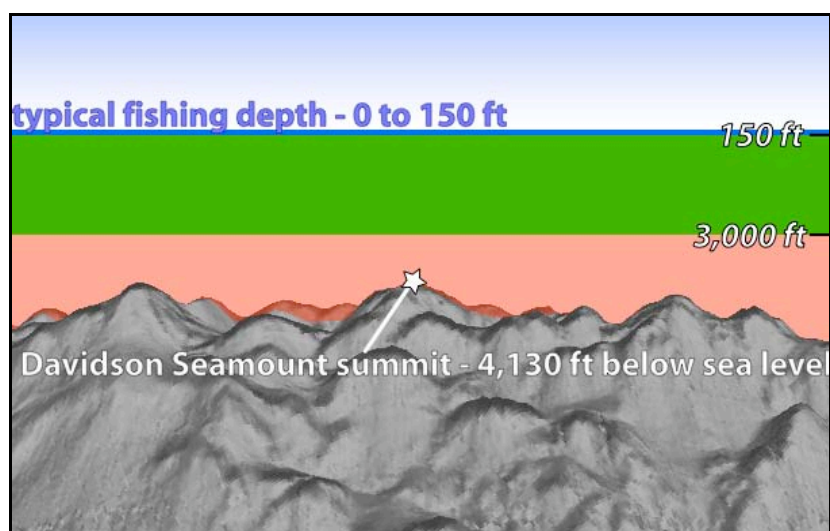 typical fishing depth - 0 to 150 ft
150 ft
3,000 ft
Davidson Seamount summit - 4,130 ft below sea level